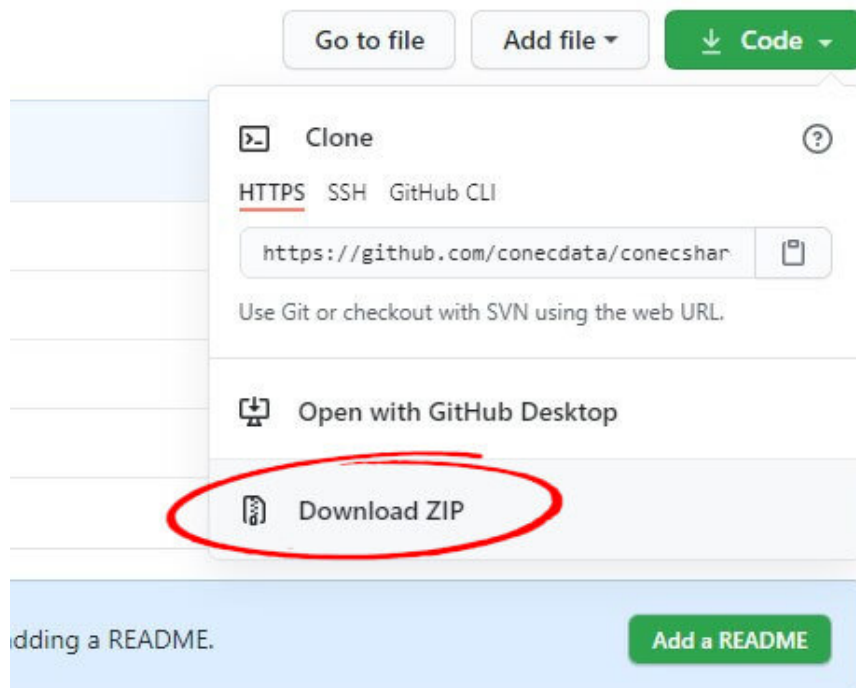 Go to file Add file Code
Clone
HTTPS SSH GitHub CLI
https://github.com/conecdata/conecshar
Use Git or checkout with SVN using the web URL.
Open with GitHub Desktop
Download ZIP
adding a README. Add a README